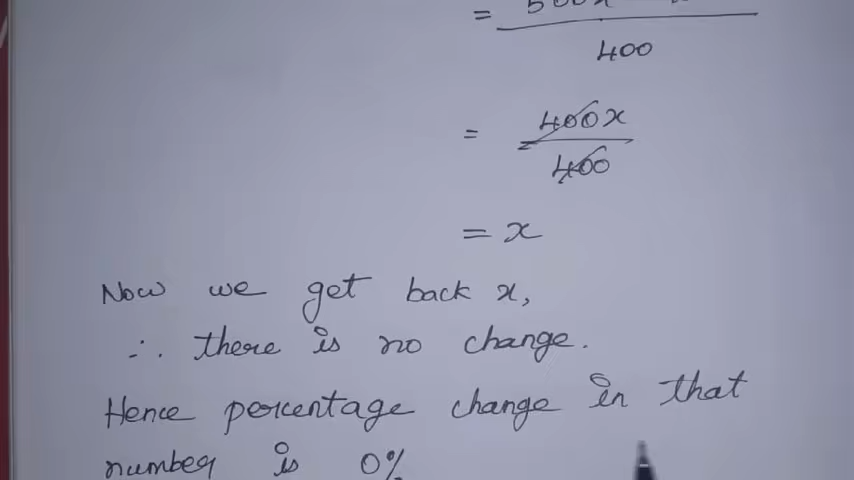 = 500x
400
= 400x
400
= x
Now we get back x,
∴ there is no change.
Hence percentage change in that
number is 0%